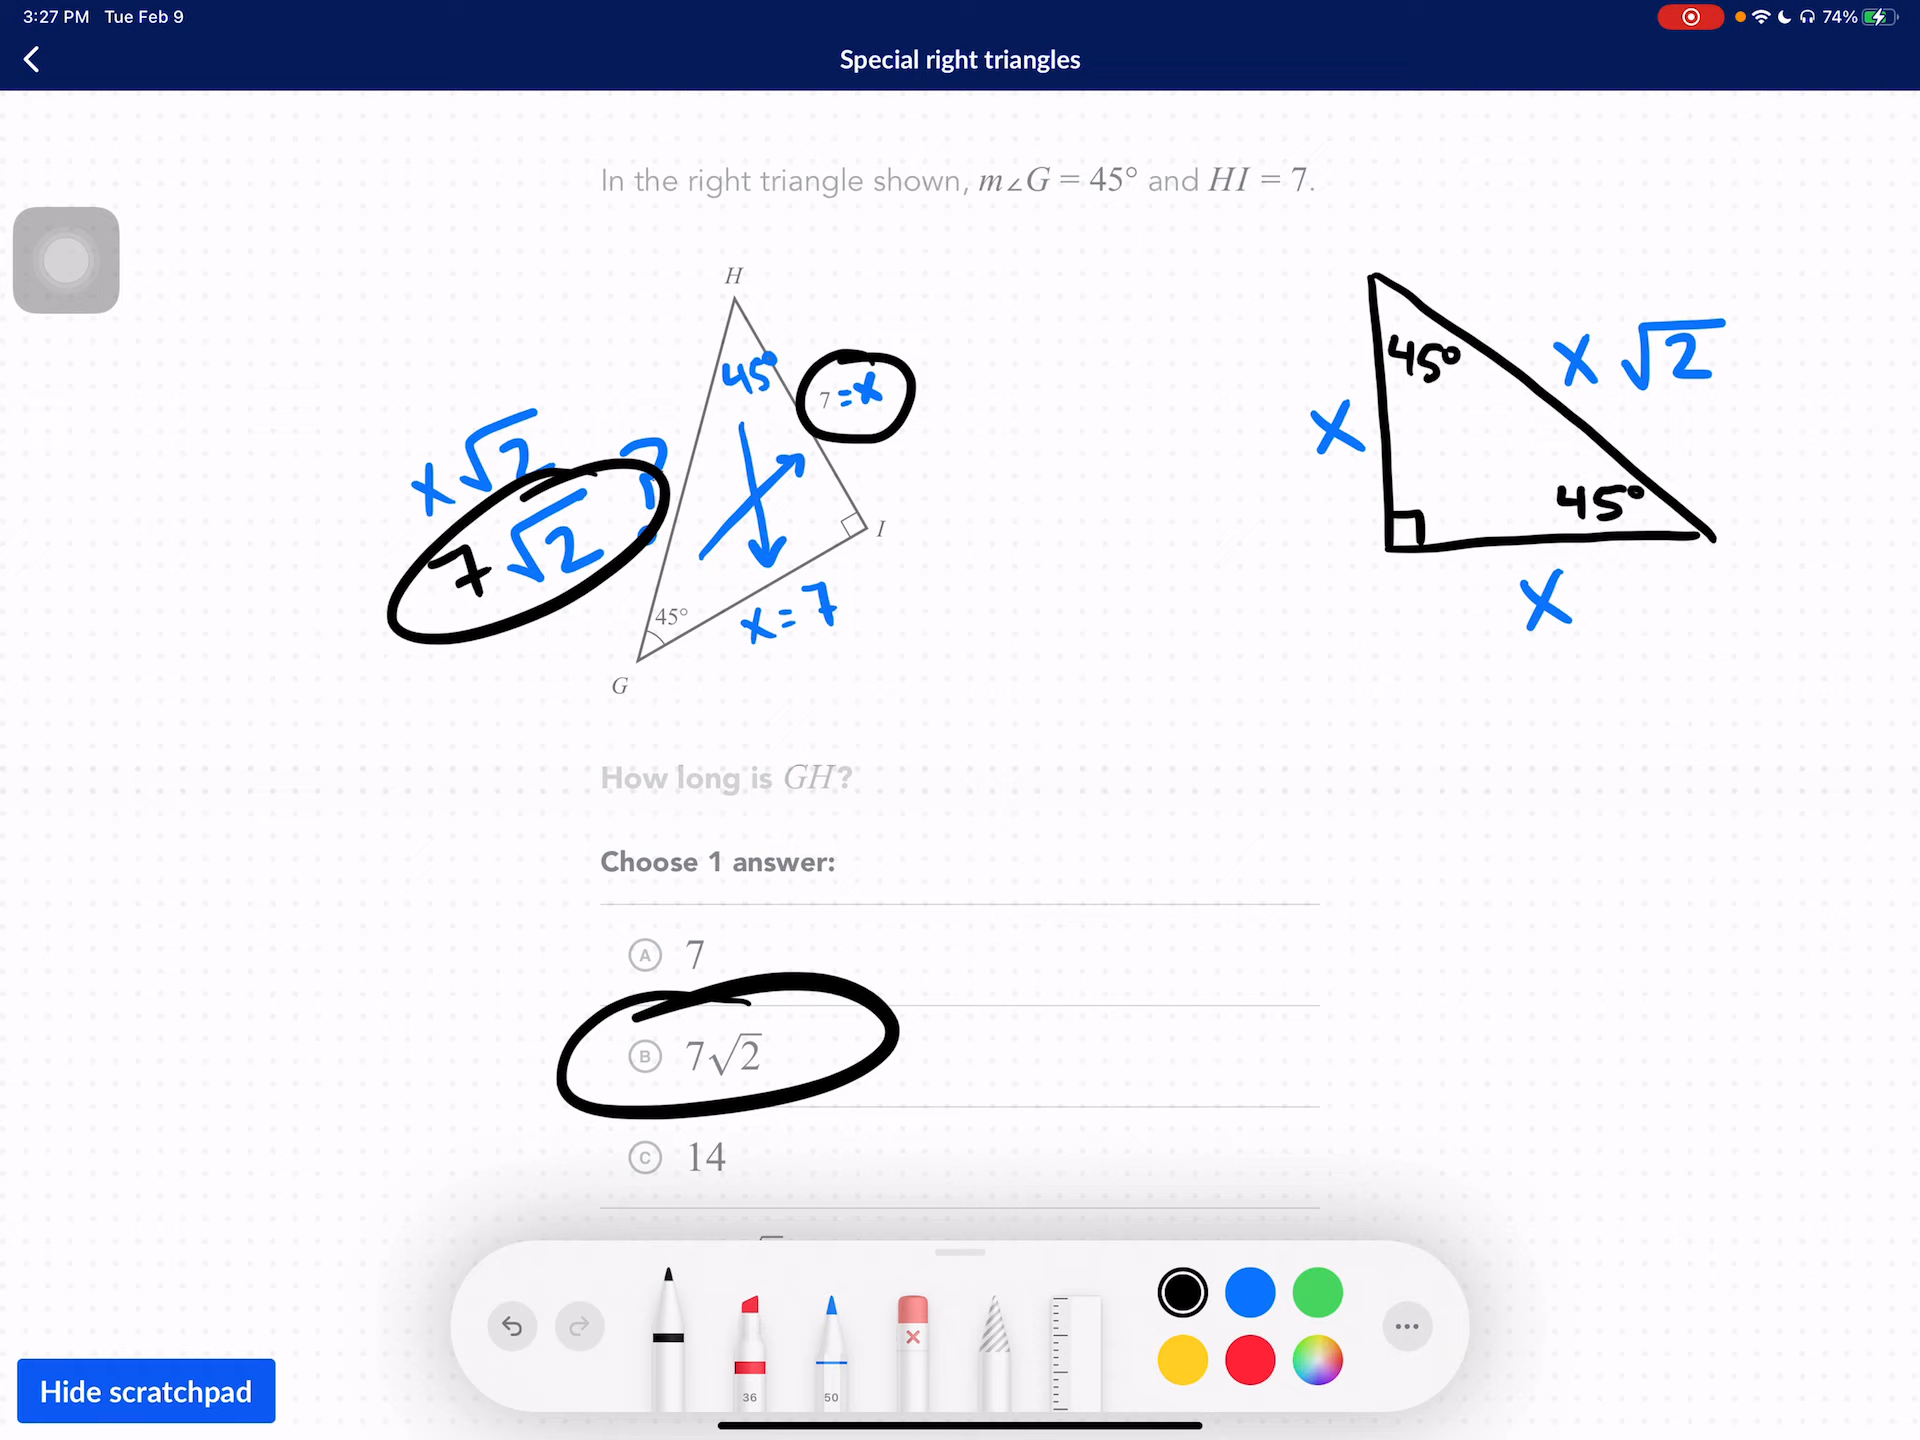 3:27 PM Tue Feb 9
74%
Special right triangles
In the right triangle shown, m∠G = 45° and HI = 7.
H
45°
7 = x
x√2 ?
7√2
I
45°
x = 7
G
45°
x√2
x
45°
x
How long is GH?
Choose 1 answer:
A 7
B 7√2
C 14
36
50
Hide scratchpad